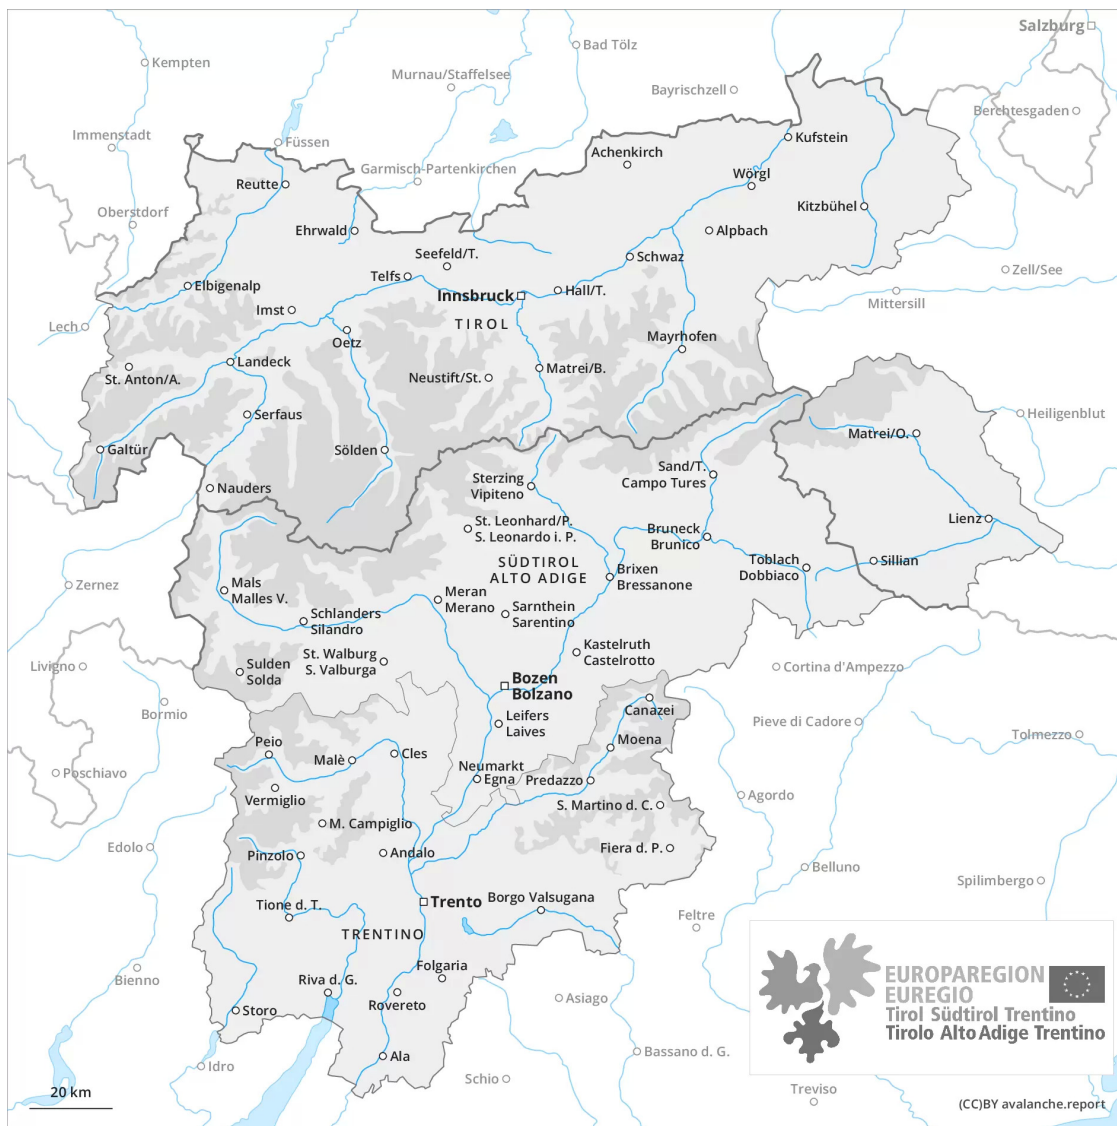 Salzburg
Bad Tölz
Kempten
Murnau/Staffelsee
Bayrischzell
Berchtesgaden
Immenstadt
Füssen
Kufstein
Achenkirch
Garmisch-Partenkirchen
Wörgl
Reutte
Kitzbühel
Oberstdorf
Ehrwald
Alpbach
Seefeld/T.
Schwaz
Zell/See
Telfs
Elbigenalp
Innsbruck
Hall/T.
Mittersill
Imst
TIROL
Lech
Oetz
Mayrhofen
Landeck
Matrei/B.
St. Anton/A.
Neustift/St.
Serfaus
Heiligenblut
Matrei/O.
Galtür
Sölden
Sand/T.
Campo Tures
Sterzing
Vipiteno
Nauders
St. Leonhard/P.
S. Leonardo i. P.
Lienz
Bruneck
Brunico
SÜDTIROL
ALTO ADIGE
Toblach
Dobbiaco
Sillian
Brixen
Bressanone
Zernez
Mals
Malles V.
Meran
Merano
Sarnthein
Sarentino
Schlanders
Silandro
Kastelruth
Castelrotto
St. Walburg
S. Valburga
Livigno
Sulden
Solda
Cortina d'Ampezzo
Bozen
Bolzano
Bormio
Canazei
Leifers
Laives
Pieve di Cadore
Tolmezzo
Moena
Peio
Cles
Malè
Poschiavo
Neumarkt
Egna
Predazzo
Vermiglio
S. Martino d. C.
Agordo
M. Campiglio
Edolo
Pinzolo
Andalo
Fiera d. P.
Belluno
Spilimbergo
Tione d. T.
Trento
Borgo Valsugana
Feltre
TRENTINO
Bienno
Folgaria
Riva d. G.
Rovereto
Asiago
Storo
EUROPAREGION
EUREGIO
Tirol Südtirol Trentino
Tirolo Alto Adige Trentino
Ala
Bassano d. G.
Idro
Schio
Treviso
20 km
(CC)BY avalanche.report